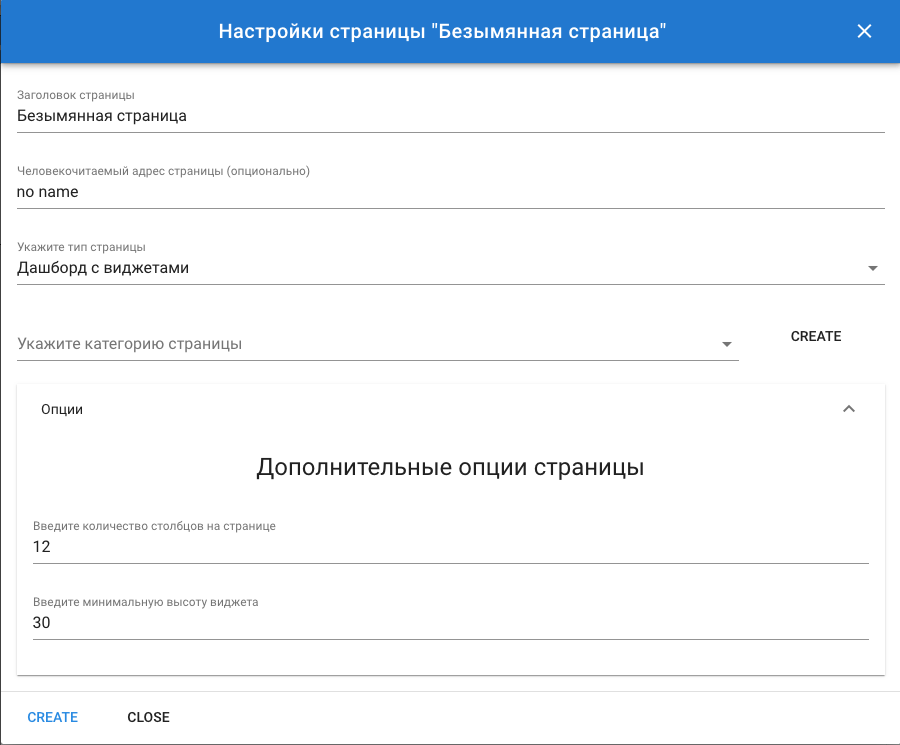 Настройки страницы "Безымянная страница"
Заголовок страницы
Безымянная страница
Человекочитаемый адрес страницы (опционально)
no name
Укажите тип страницы
Дашборд с виджетами
Укажите категорию страницы
CREATE
Опции
Дополнительные опции страницы
Введите количество столбцов на странице
12
Введите минимальную высоту виджета
30
CREATE
CLOSE